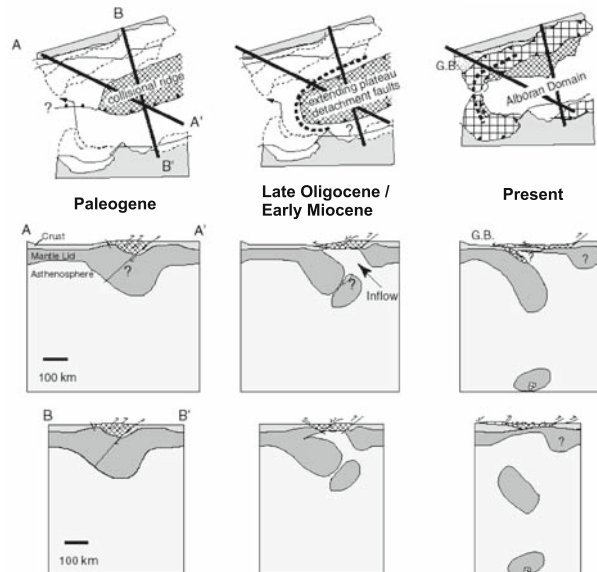 B
A
collisional ridge
?
A'
B'
extending plateau
detachment faults
?
G.B.
Alboran Domain
Paleogene
Late Oligocene /
Early Miocene
Present
A
A'
Crust
Mantle Lid
Asthenosphere
?
100 km
?
Inflow
G.B.
?
?
B
B'
100 km
?